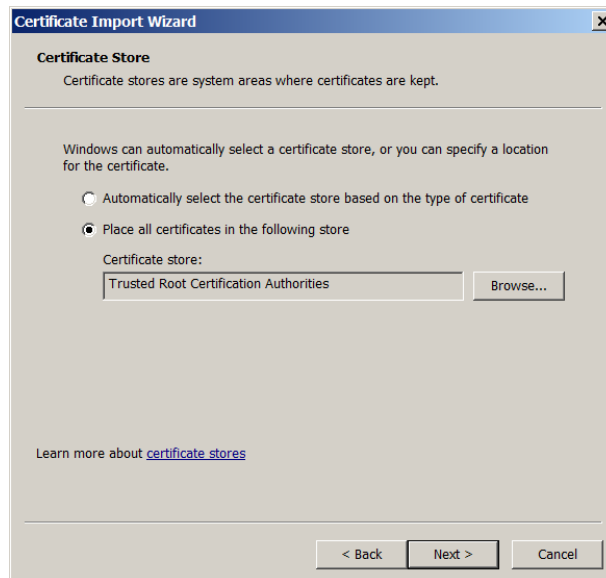 Certificate Import Wizard
Certificate Store
Certificate stores are system areas where certificates are kept.
Windows can automatically select a certificate store, or you can specify a location
for the certificate.
Automatically select the certificate store based on the type of certificate
Place all certificates in the following store
Certificate store:
Trusted Root Certification Authorities
Browse...
Learn more about certificate stores
< Back
Next >
Cancel